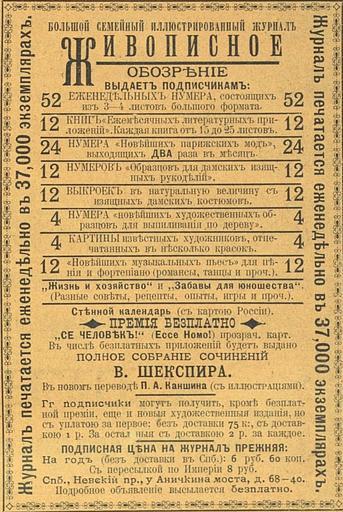 БОЛЬШОЙ СЕМЕЙНЫЙ ИЛЛЮСТРИРОВАННЫЙ ЖУРНАЛЪ
ЖИВОПИСНОЕ
ОБОЗРѢНІЕ
ВЫДАЕТЪ ПОДПИСЧИКАМЪ:
52 ЕЖЕНЕДѢЛЬНЫХЪ НУМЕРА, состоящихъ 52
изъ 3—4 листовъ большого формата.
12 КНИГЪ «Ежемѣсячныхъ литературныхъ при- 12
ложеній». Каждая книга отъ 15 до 25 листовъ.
24 НУМЕРА «Новѣйшихъ парижскихъ модъ», 24
выходящихъ ДВА раза въ мѣсяцъ.
12 НУМЕРОВЪ «Образцовъ для дамскихъ изящ- 12
ныхъ рукодѣлій».
12 ВЫКРОЕКЪ въ натуральную величину съ 12
изящныхъ дамскихъ костюмовъ.
4 НУМЕРА «новѣйшихъ художественныхъ об- 4
разцовъ для выпиливанія по дереву».
4 КАРТИНЫ извѣстныхъ художниковъ, отпе- 4
чатанныхъ въ нѣсколько красокъ.
12 «Новѣйшихъ музыкальныхъ пьесъ» для пѣ- 12
нія и фортепіано (романсы, танцы и проч.).
„Жизнь и хозяйство“ и „Забавы для юношества“.
(Разные совѣты, рецепты, опыты, игры и проч.).
Стѣнной календарь (съ картою Россіи).
ПРЕМІЯ БЕЗПЛАТНО
„СЕ ЧЕЛОВѢКЪ!“ (Ecce Homo!) прозрач. карт.
Въ числѣ безплатныхъ приложеній будетъ выдано
ПОЛНОЕ СОБРАНІЕ СОЧИНЕНІЙ
В. ШЕКСПИРА.
Въ новомъ переводѣ П. А. Каншина (съ иллюстраціями).
Гг подписчики могутъ получить, кромѣ безплат-
ной преміи, еще и новыя художественныя изданія, но
съ уплатою за первое: безъ доставки 75 к., съ достав-
кою 1 р. За остальныя съ доставкою 2 р. за каждое.
ПОДПИСНАЯ ЦѢНА НА ЖУРНАЛЪ ПРЕЖНЯЯ:
На годъ (безъ доставки въ Спб.): 6 руб. 50 коп.
Съ пересылкой по Имперіи 8 руб.
Спб., Невскій пр., у Аничкина моста, д. 68—40.
Подробное объявленіе высылается безплатно.
Журналъ печатается еженедѣльно въ 37,000 экземплярахъ.
Журналъ печатается еженедѣльно въ 37,000 экземплярахъ.